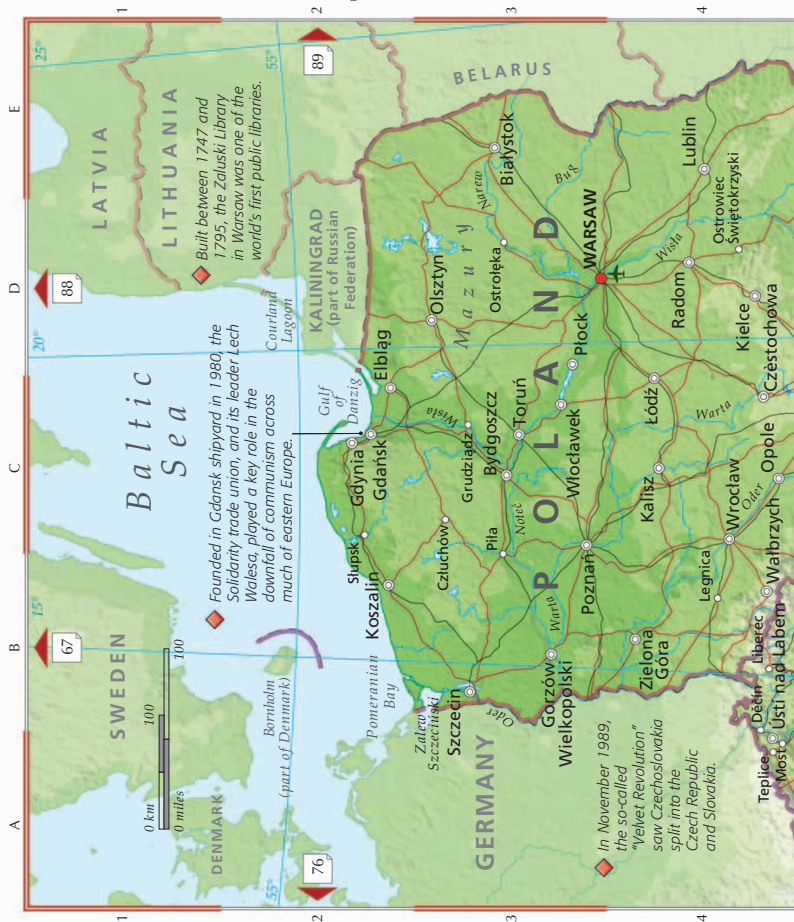 A
B
C
D
E
1
2
3
4
1
2
3
4
67
88
76
89
15°
20°
25°
55°
55°
SWEDEN
DENMARK
0 km
100
0 miles
100
Baltic
Sea
LATVIA
LITHUANIA
Founded in Gdansk shipyard in 1980, the
Solidarity trade union, and its leader Lech
Walesa, played a key role in the
downfall of communism across
much of eastern Europe.
Built between 1747 and
1795, the Zaluski Library
in Warsaw was one of the
world's first public libraries.
Bornholm
(part of Denmark)
Courland
Lagoon
KALININGRAD
(part of Russian
Federation)
Pomeranian
Bay
Gulf
of
Danzig
Słupsk
Gdynia
Gdańsk
Elbląg
Koszalin
Zalew
Szczeciński
Szczecin
Człuchów
Olsztyn
Mazury
BELARUS
GERMANY
Oder
Wisła
Grudziądz
Piła
Bydgoszcz
Noteć
Toruń
Ostrołęka
Narew
Białystok
Gorzów
Wielkopolski
Warta
POLAND
Włocławek
Płock
Bug
Poznań
WARSAW
Zielona
Góra
Kalisz
Łódź
Radom
Wisła
Lublin
In November 1989,
the so-called
"Velvet Revolution"
saw Czechoslovakia
split into the
Czech Republic
and Slovakia.
Legnica
Wrocław
Oder
Warta
Kielce
Ostrowiec
Świętokrzyski
Wałbrzych
Opole
Częstochowa
Děčín
Liberec
Teplice
Ústí nad Labem
Most